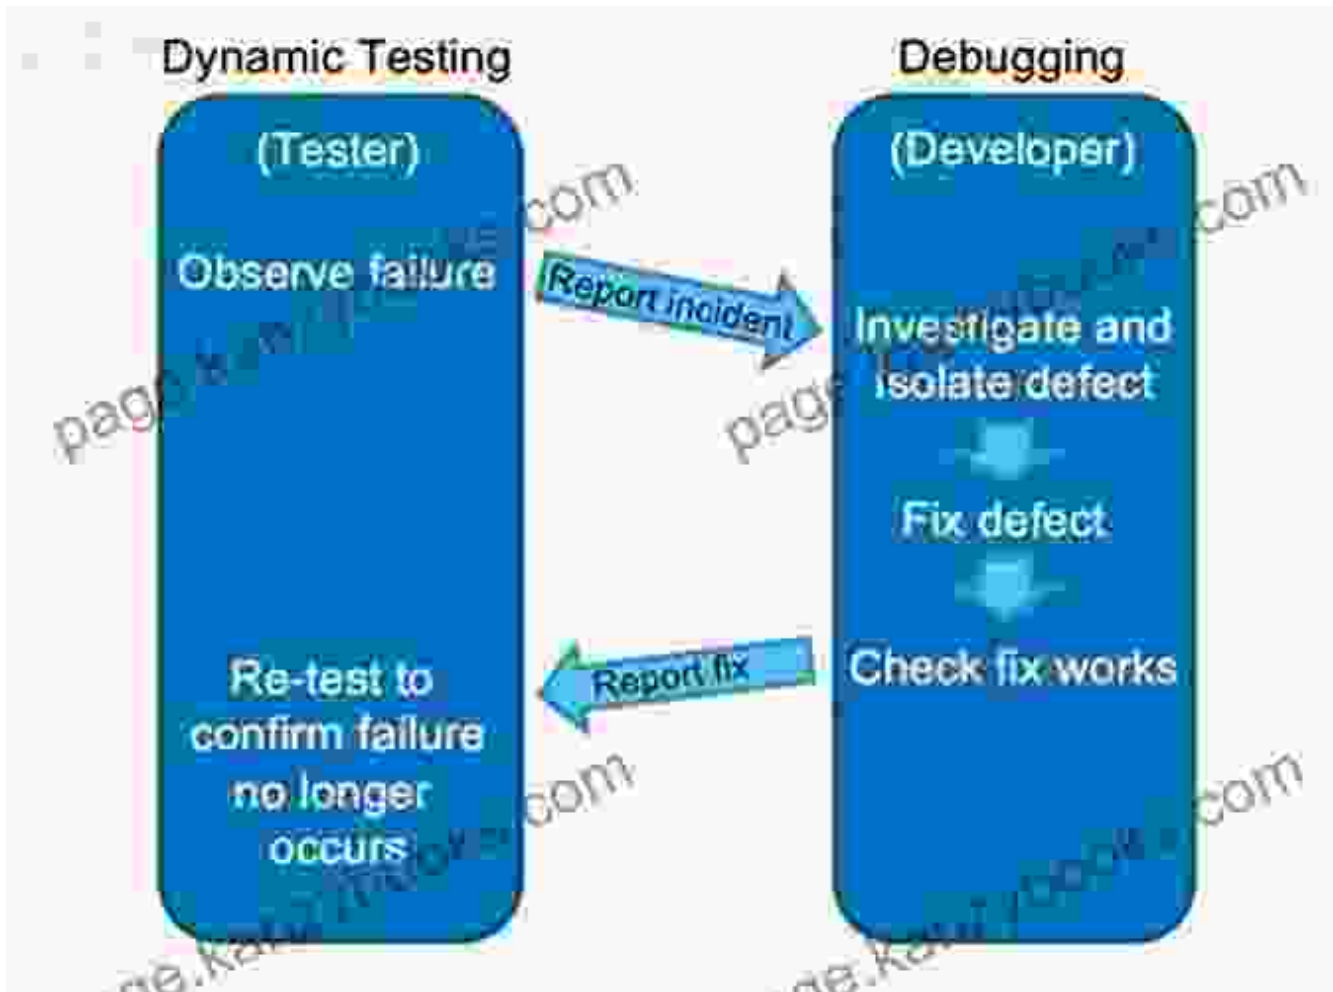 Dynamic Testing
(Tester)
Observe failure
Report incident
Debugging
(Developer)
Investigate and
isolate defect
Fix defect
Check fix works
Report fix
Re-test to
confirm failure
no longer
occurs